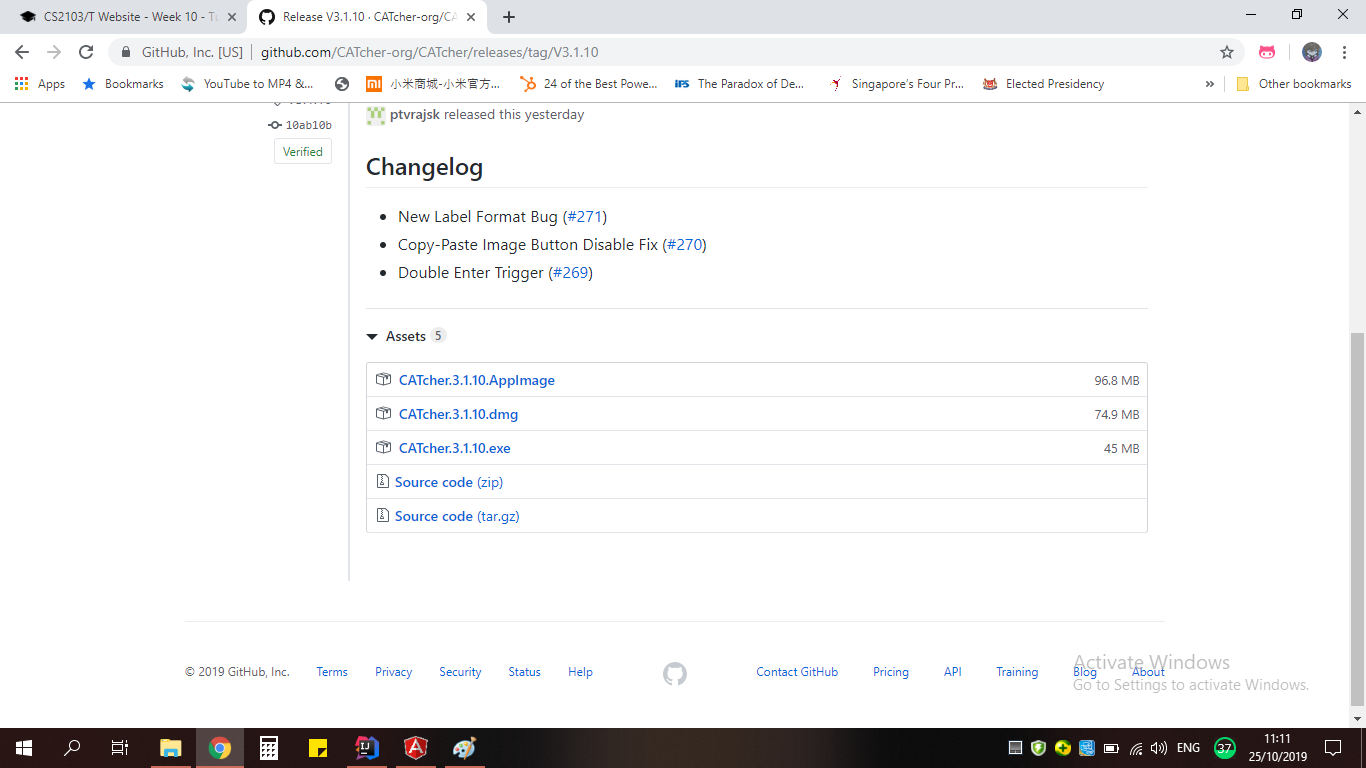 CS2103/T Website - Week 10 - Tu
Release V3.1.10 · CATcher-org/CA
GitHub, Inc. [US]
github.com/CATcher-org/CATcher/releases/tag/V3.1.10
Apps
Bookmarks
YouTube to MP4 &...
小米商城-小米官方...
24 of the Best Powe...
The Paradox of De...
Singapore's Four Pr...
Elected Presidency
»
Other bookmarks
10ab10b
Verified
ptvrajsk released this yesterday
Changelog
New Label Format Bug (#271)
Copy-Paste Image Button Disable Fix (#270)
Double Enter Trigger (#269)
Assets 5
CATcher.3.1.10.AppImage 96.8 MB
CATcher.3.1.10.dmg 74.9 MB
CATcher.3.1.10.exe 45 MB
Source code (zip)
Source code (tar.gz)
© 2019 GitHub, Inc. Terms Privacy Security Status Help Contact GitHub Pricing API Training Blog About
Activate Windows
Go to Settings to activate Windows.
ENG
37
11:11
25/10/2019